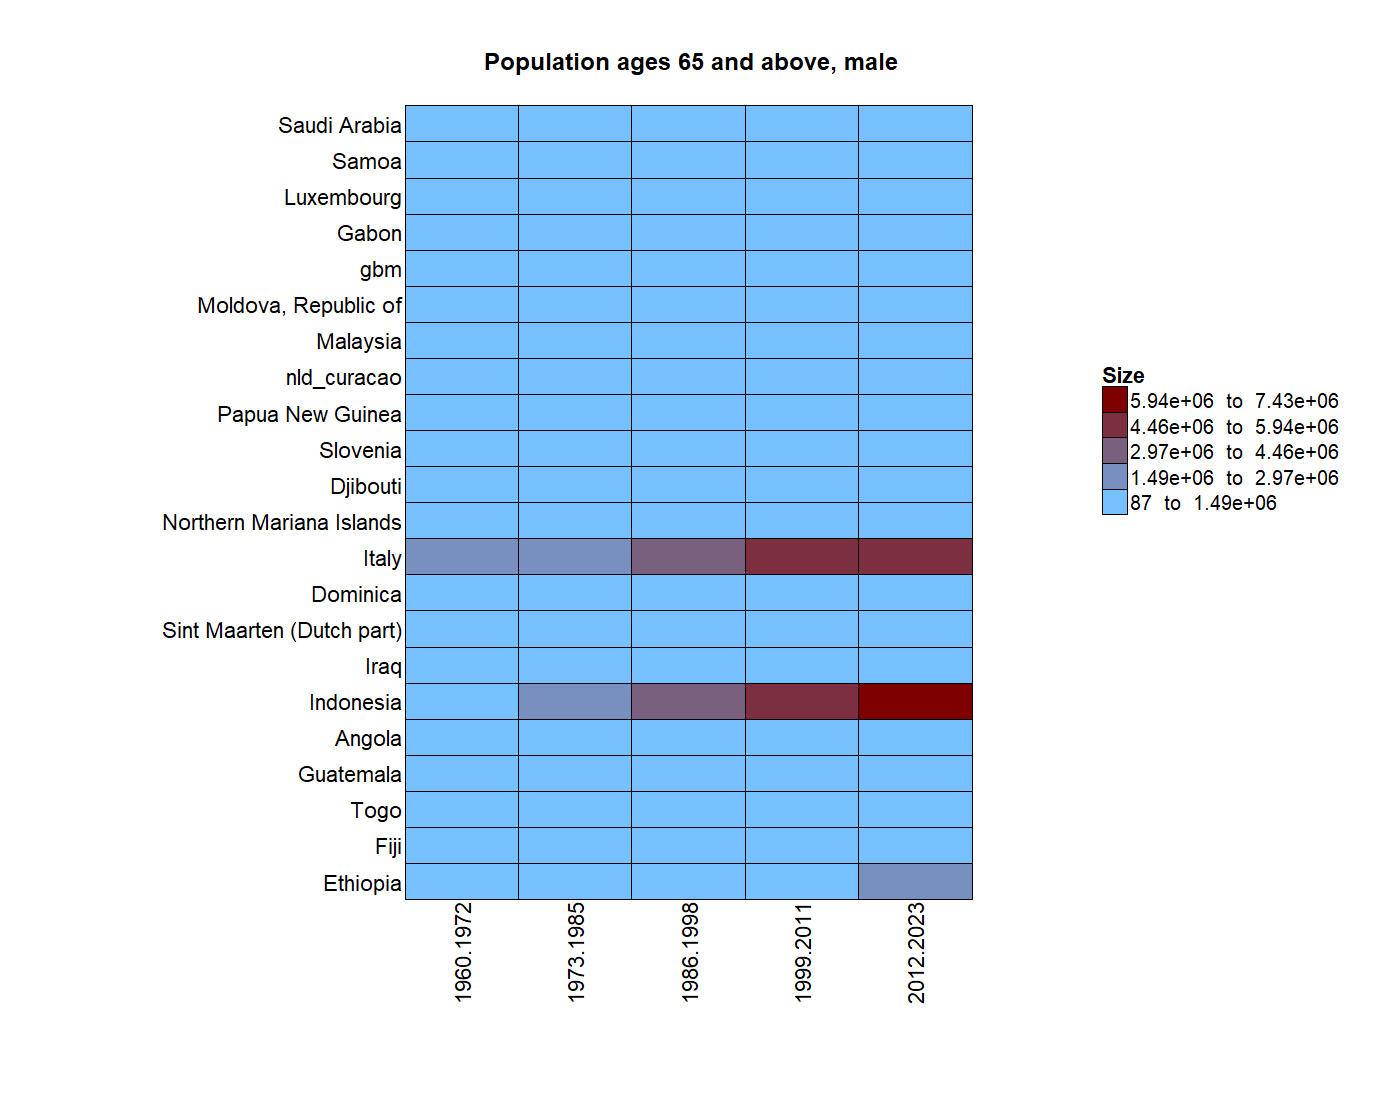 Population ages 65 and above, male
Saudi Arabia
Samoa
Luxembourg
Gabon
gbm
Moldova, Republic of
Malaysia
nld_curacao
Papua New Guinea
Slovenia
Djibouti
Northern Mariana Islands
Italy
Dominica
Sint Maarten (Dutch part)
Iraq
Indonesia
Angola
Guatemala
Togo
Fiji
Ethiopia
1960.1972
1973.1985
1986.1998
1999.2011
2012.2023
Size
5.94e+06 to 7.43e+06
4.46e+06 to 5.94e+06
2.97e+06 to 4.46e+06
1.49e+06 to 2.97e+06
87 to 1.49e+06